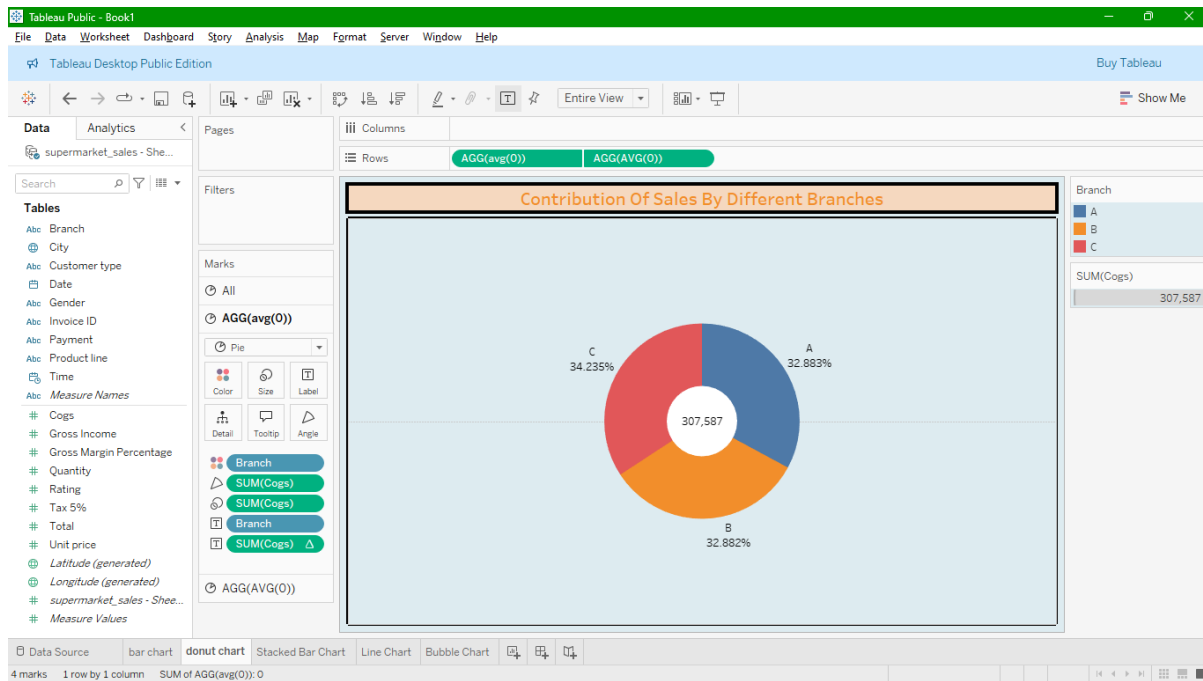 Tableau Public - Book1
File Data Worksheet Dashboard Story Analysis Map Format Server Window Help
Tableau Desktop Public Edition
Buy Tableau
Entire View
Show Me
Data Analytics
supermarket_sales - She...
Search
Tables
Abc Branch
City
Abc Customer type
Date
Abc Gender
Abc Invoice ID
Abc Payment
Abc Product line
Time
Abc Measure Names
# Cogs
# Gross Income
# Gross Margin Percentage
# Quantity
# Rating
# Tax 5%
# Total
# Unit price
Latitude (generated)
Longitude (generated)
# supermarket_sales - Shee...
# Measure Values
Pages
Filters
Marks
All
AGG(avg(0))
Pie
Color Size Label
Detail Tooltip Angle
Branch
SUM(Cogs)
SUM(Cogs)
Branch
SUM(Cogs) Δ
AGG(AVG(0))
Columns
Rows AGG(avg(0)) AGG(AVG(0))
Contribution Of Sales By Different Branches
C
34.235%
A
32.883%
307,587
B
32.882%
Branch
A
B
C
SUM(Cogs)
307,587
Data Source bar chart donut chart Stacked Bar Chart Line Chart Bubble Chart
4 marks 1 row by 1 column SUM of AGG(avg(0)): 0